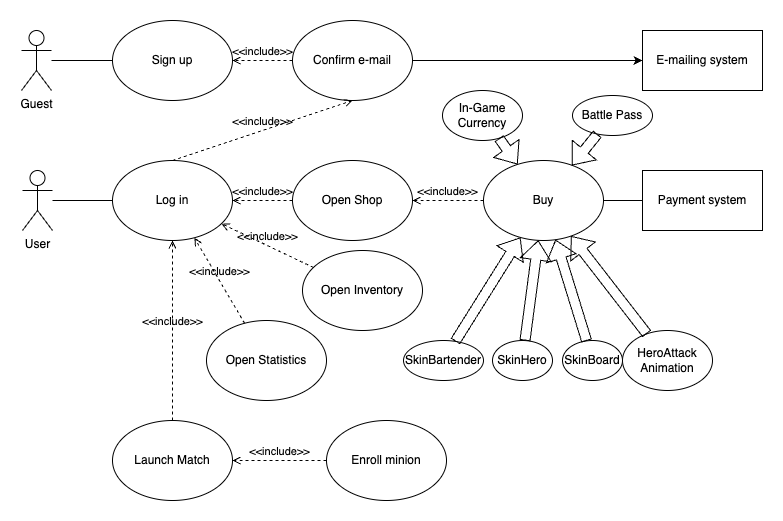 <<include>>
Sign up
Confirm e-mail
E-mailing system
Guest
In-Game
Currency
Battle Pass
<<include>>
<<include>>
<<include>>
Log in
Open Shop
Buy
Payment system
User
<<include>>
<<include>>
Open Inventory
<<include>>
SkinBartender
SkinHero
SkinBoard
HeroAttack
Animation
Open Statistics
<<include>>
Launch Match
Enroll minion